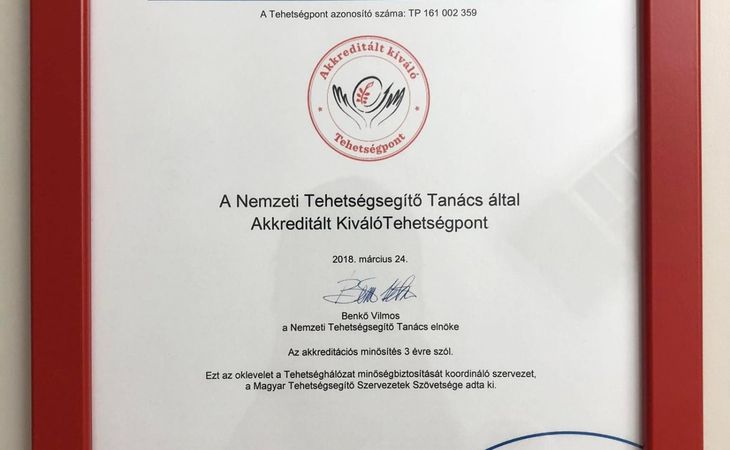 A Tehetségpont azonosító száma: TP 161 002 359
Akkreditált kiváló
Tehetségpont
A Nemzeti Tehetségsegítő Tanács által
Akkreditált KiválóTehetségpont
2018. március 24.
Benkő Vilmos
a Nemzeti Tehetségsegítő Tanács elnöke
Az akkreditációs minősítés 3 évre szól.
Ezt az oklevelet a Tehetséghálózat minőségbiztosítását koordináló szervezet,
a Magyar Tehetségsegítő Szervezetek Szövetsége adta ki.